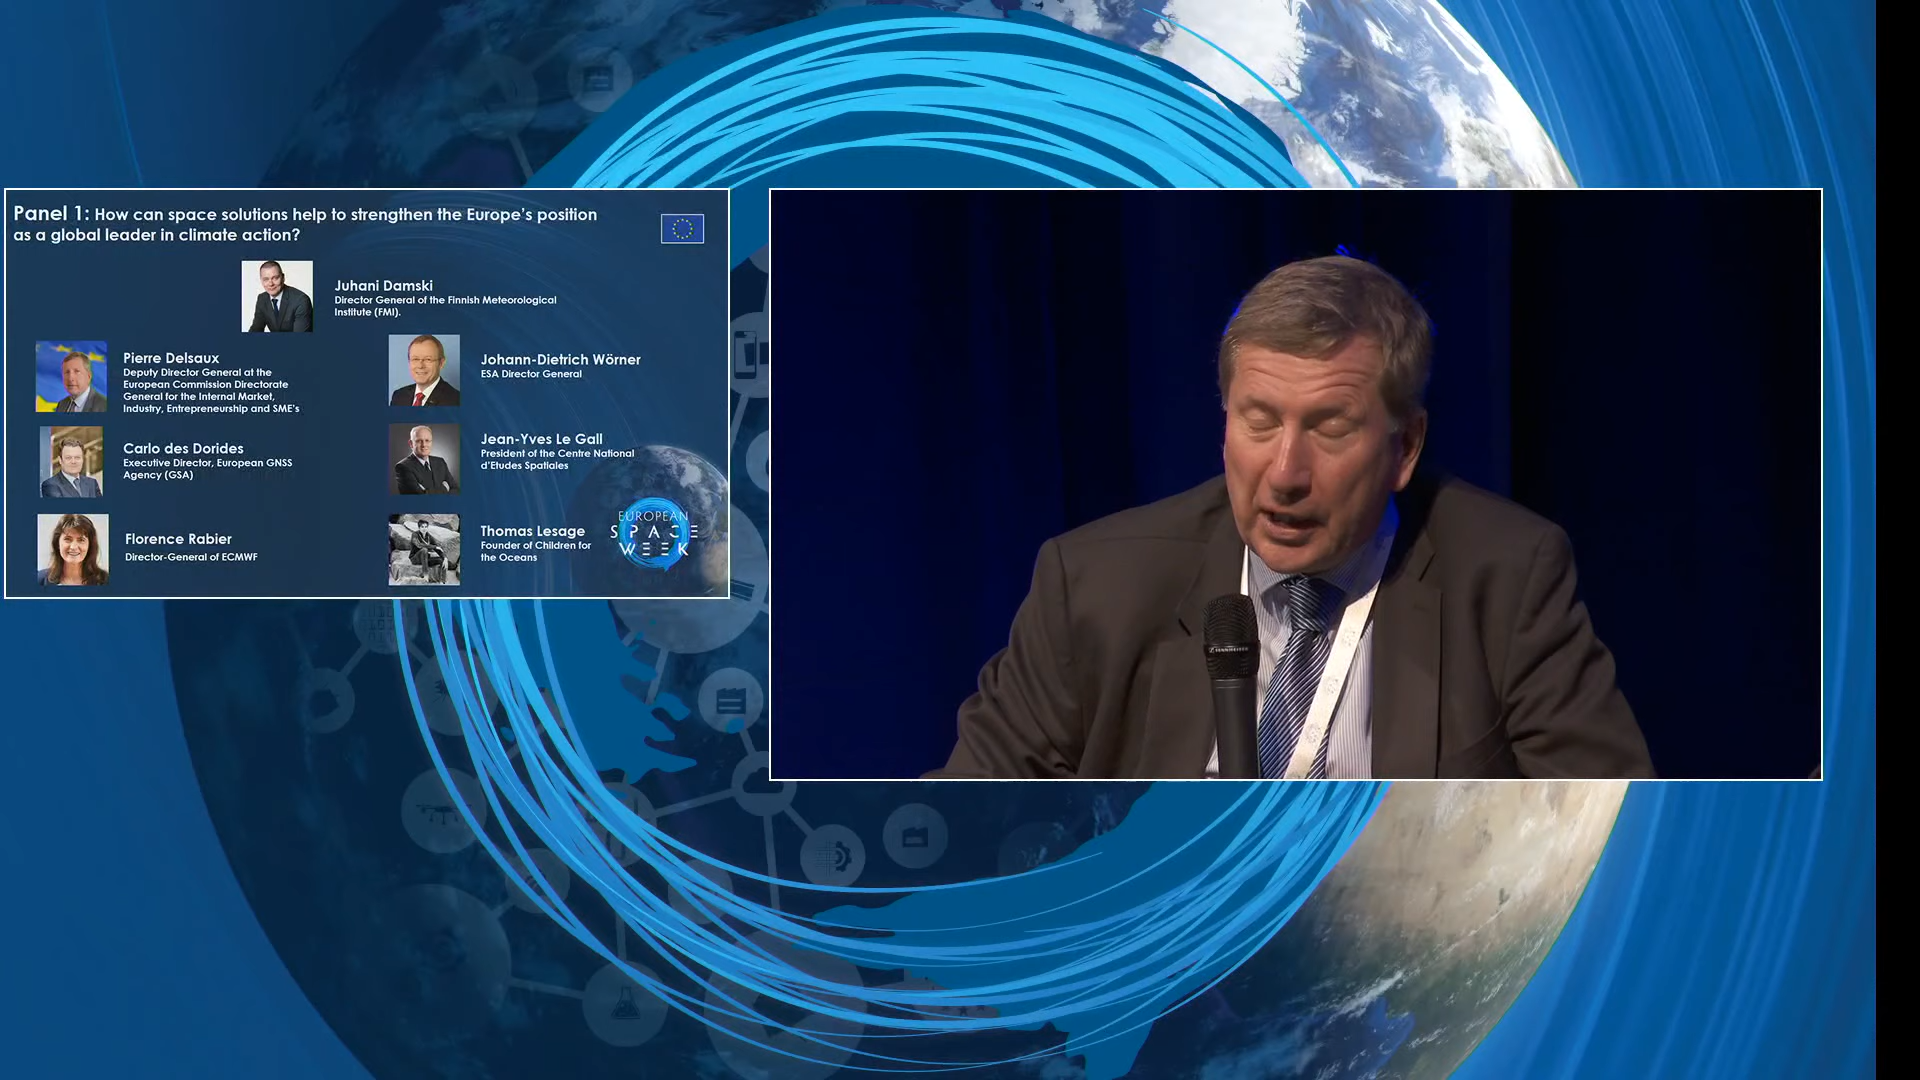 Panel 1: How can space solutions help to strengthen the Europe's position
as a global leader in climate action?
Juhani Damski
Director General of the Finnish Meteorological
Institute (FMI).
Pierre Delsaux
Deputy Director General at the
European Commission Directorate
General for the Internal Market,
Industry, Entrepreneurship and SME's
Johann-Dietrich Wörner
ESA Director General
Carlo des Dorides
Executive Director, European GNSS
Agency (GSA)
Jean-Yves Le Gall
President of the Centre National
d'Etudes Spatiales
Florence Rabier
Director-General of ECMWF
Thomas Lesage
Founder of Children for
the Oceans
EUROPEAN
SPACE
WEEK